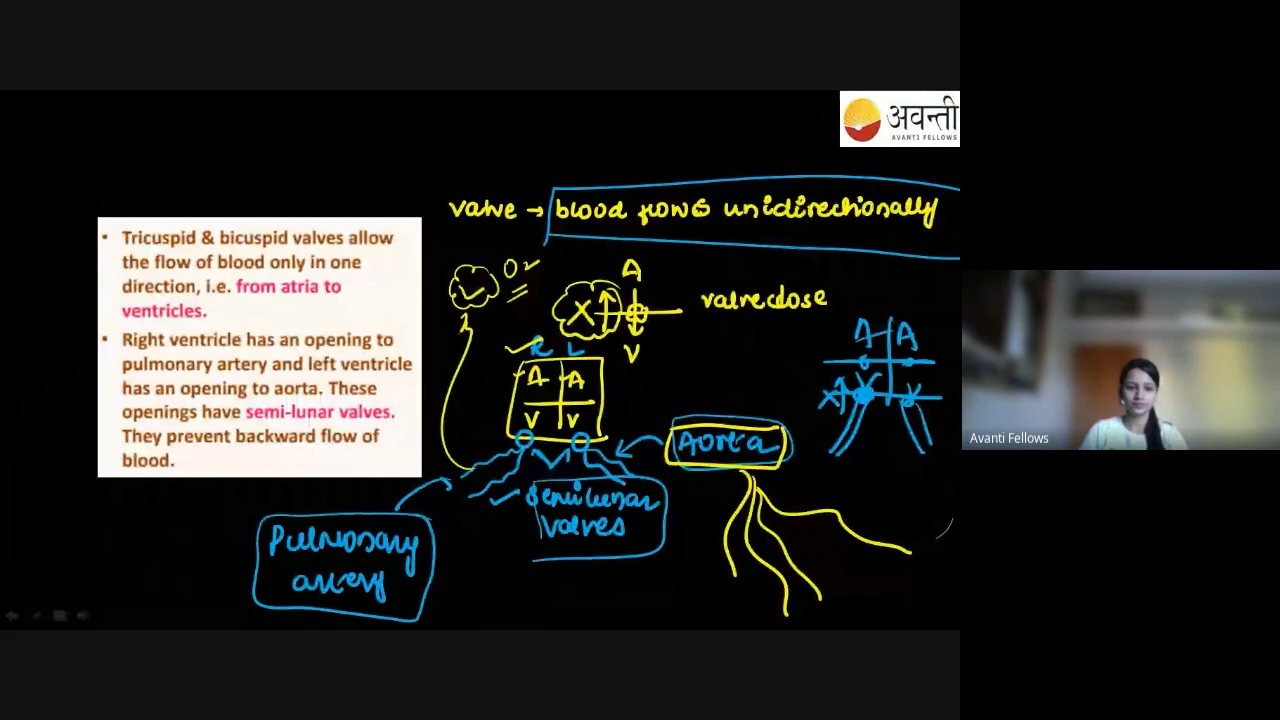 अवन्ती
AVANTI FELLOWS
valve → blood flows unidirectionally
• Tricuspid & bicuspid valves allow
the flow of blood only in one
direction, i.e. from atria to
ventricles.
• Right ventricle has an opening to
pulmonary artery and left ventricle
has an opening to aorta. These
openings have semi-lunar valves.
They prevent backward flow of
blood.
O2
A
X
valve close
V
R L
A A
V V
A A
Aorta
Semilunar
valves
Pulmonary
artery
Avanti Fellows